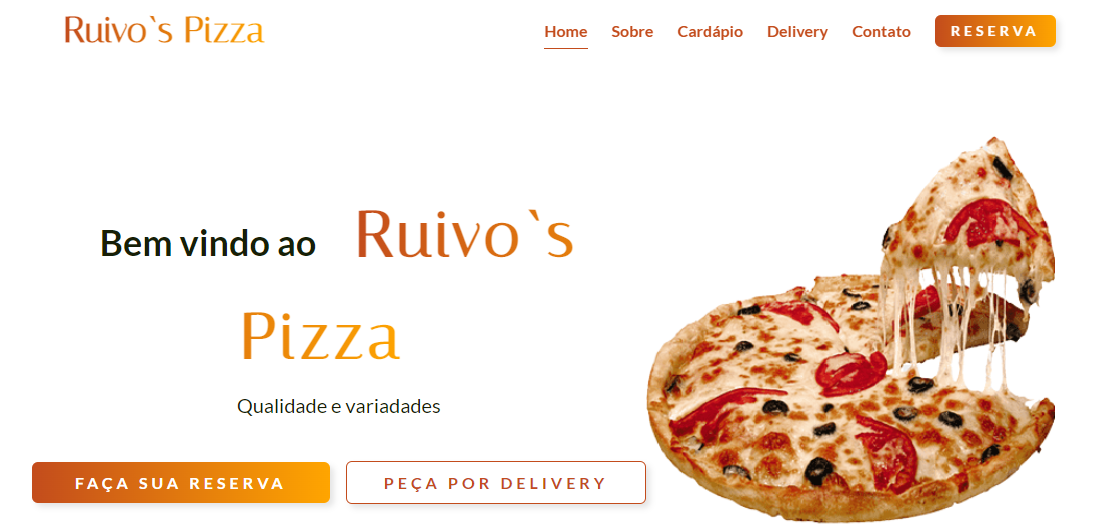 Ruivo`s Pizza
Home Sobre Cardápio Delivery Contato RESERVA
Bem vindo ao Ruivo`s
Pizza
Qualidade e variadades
FAÇA SUA RESERVA PEÇA POR DELIVERY